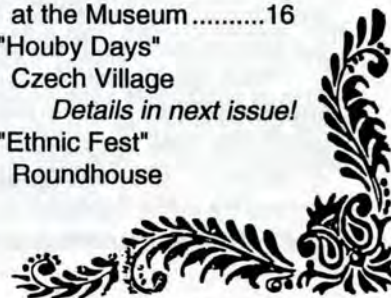 at the Museum..........16
"Houby Days"
Czech Village
Details in next issue!
"Ethnic Fest"
Roundhouse